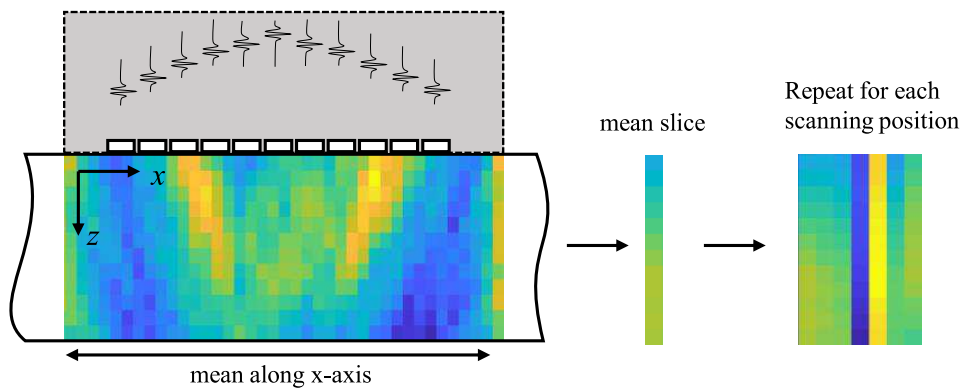 x
z
mean along x-axis
mean slice
Repeat for each
scanning position